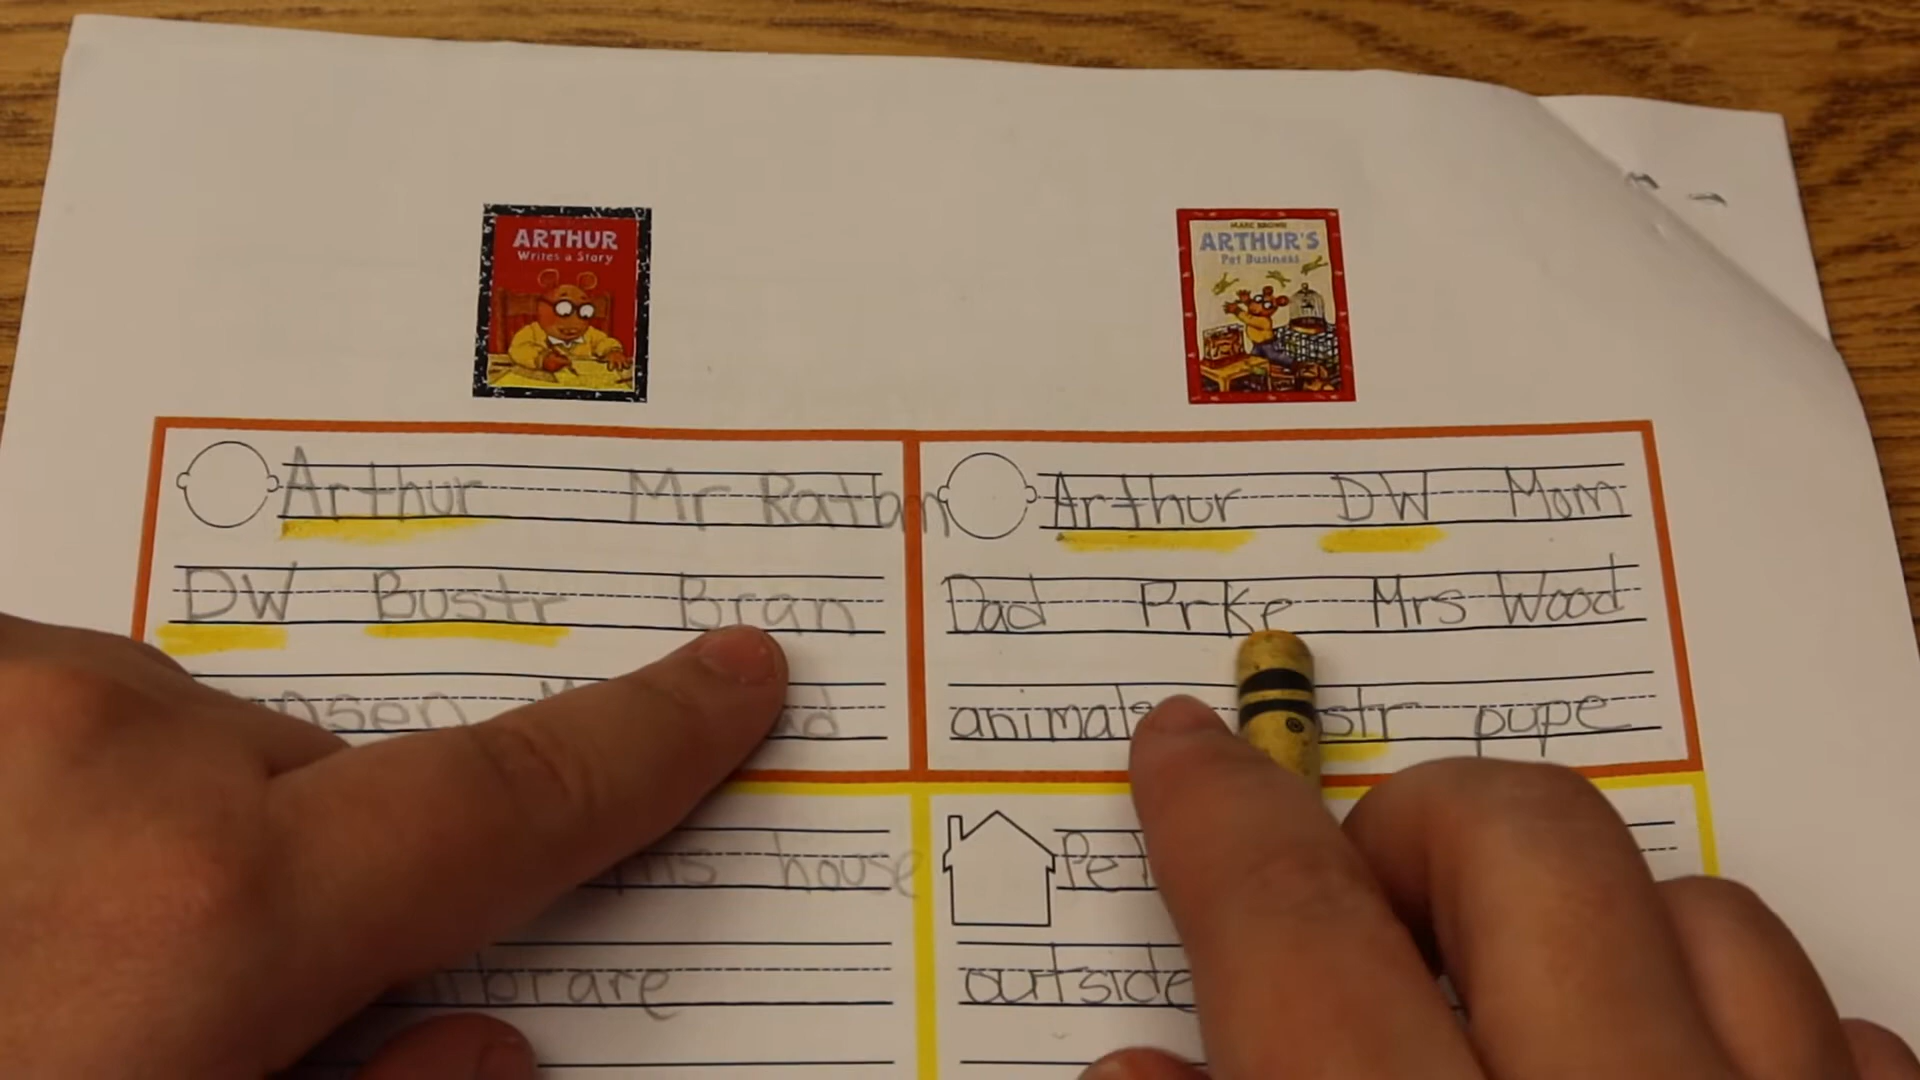 ARTHUR
Writes a Story
MARC BROWN
ARTHUR'S
Pet Business
Arthur Mr Ratbn
DW Bustr Bran
Arthur DW Mom
Dad Prke Mrs Wood
pupe
house
outside